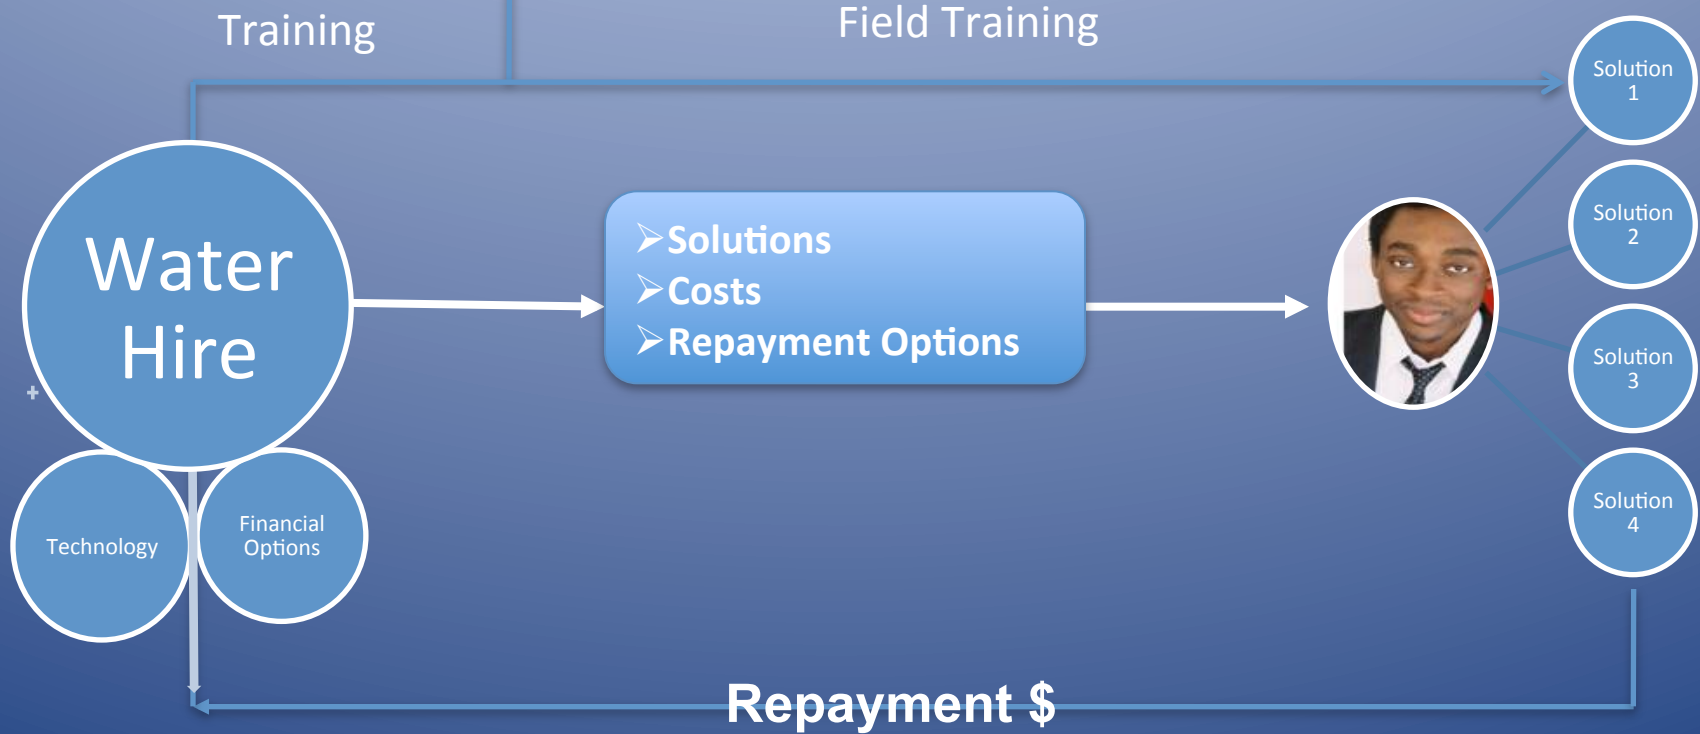 Training
Field Training
Water
Hire
Technology
Financial
Options
➢Solutions
➢Costs
➢Repayment Options
Solution
1
Solution
2
Solution
3
Solution
4
Repayment $